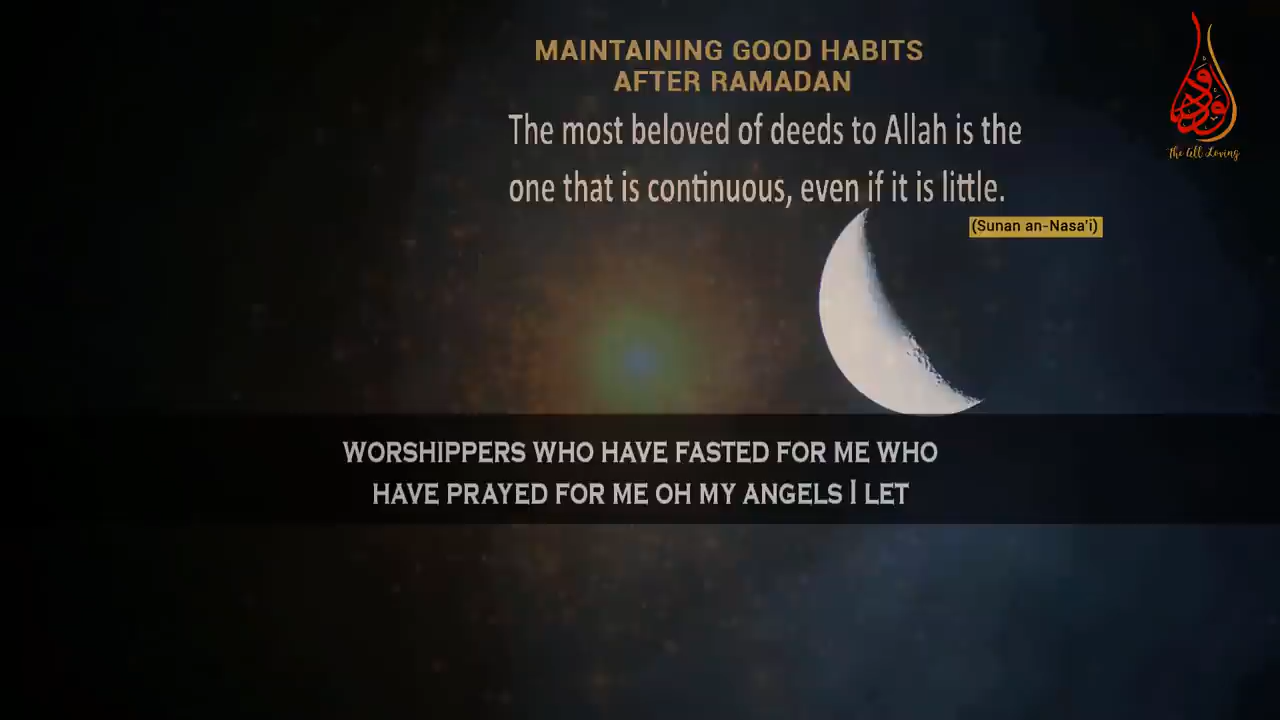 MAINTAINING GOOD HABITS
AFTER RAMADAN
The most beloved of deeds to Allah is the
one that is continuous, even if it is little.
(Sunan an-Nasa'i)
The All Loving
WORSHIPPERS WHO HAVE FASTED FOR ME WHO
HAVE PRAYED FOR ME OH MY ANGELS I LET